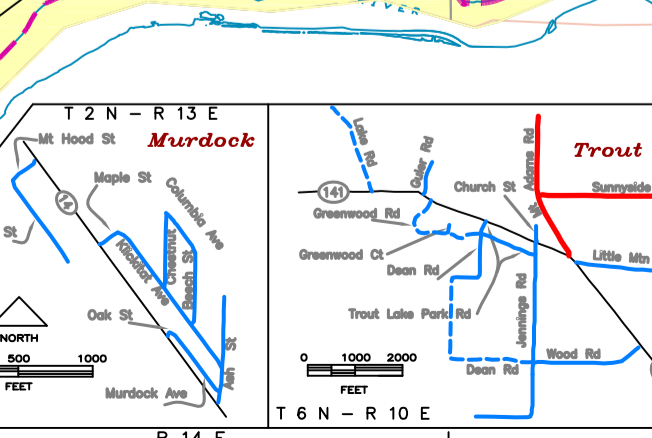 IVER
T 2 N - R 13 E
Mt Hood St
Murdock
Maple St
14
Columbia Ave
St
Klickitat Ave
Chestnut
Beech St
Oak St
NORTH
500 1000
FEET
Ash St
Murdock Ave
R 14 E
Lake Rd
Guler Rd
Adams Rd
Trout
141
Church St
Sunnyside
Greenwood Rd
Greenwood Ct
Little Mtn
Dean Rd
Trout Lake Park Rd
Jennings Rd
0 1000 2000
FEET
Wood Rd
Dean Rd
T 6 N - R 10 E